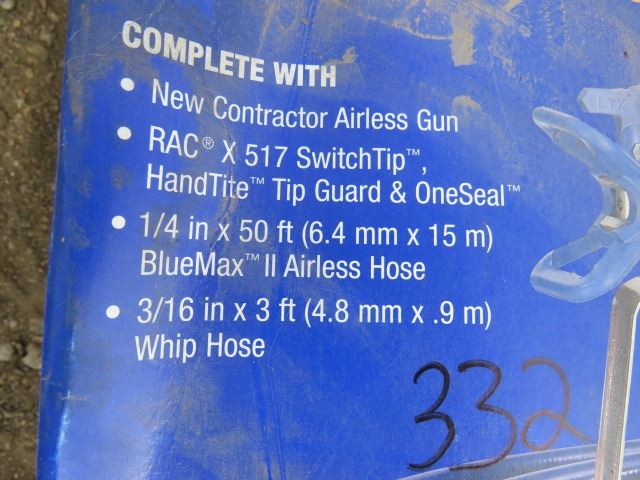 COMPLETE WITH
• New Contractor Airless Gun
• RAC® X 517 SwitchTip™,
HandTite™ Tip Guard & OneSeal™
• 1/4 in x 50 ft (6.4 mm x 15 m)
BlueMax™ II Airless Hose
• 3/16 in x 3 ft (4.8 mm x .9 m)
Whip Hose
LTX
332